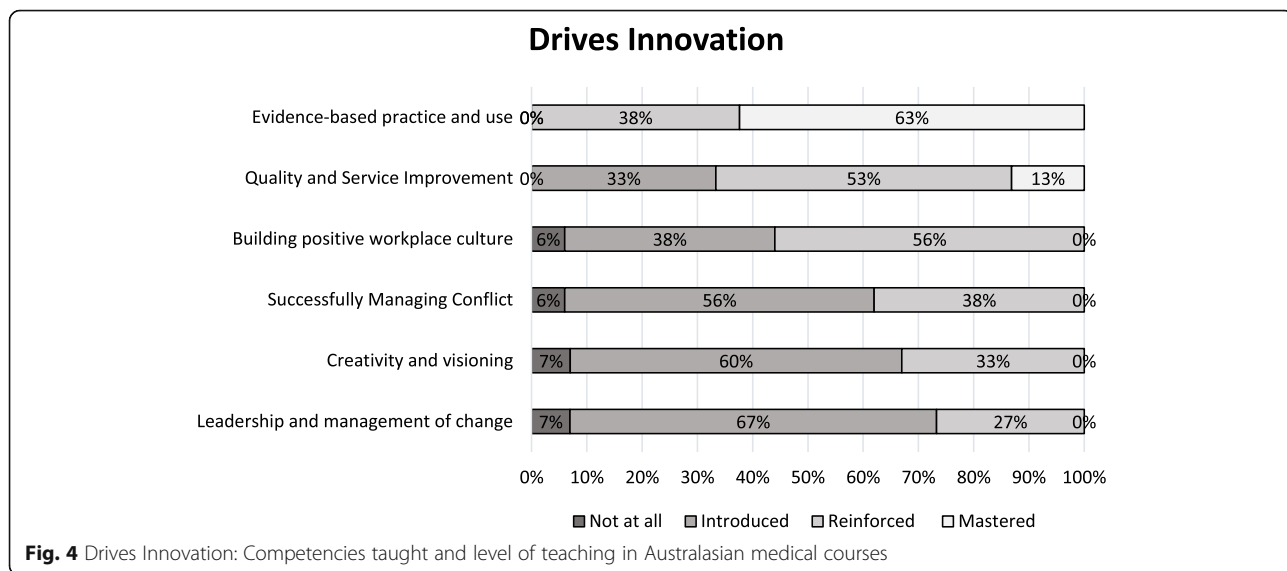 Drives Innovation
Evidence-based practice and use 0% 38% 63%
Quality and Service Improvement 0% 33% 53% 13%
Building positive workplace culture 6% 38% 56% 0%
Successfully Managing Conflict 6% 56% 38% 0%
Creativity and visioning 7% 60% 33% 0%
Leadership and management of change 7% 67% 27% 0%
0% 10% 20% 30% 40% 50% 60% 70% 80% 90% 100%
Not at all Introduced Reinforced Mastered
Fig. 4 Drives Innovation: Competencies taught and level of teaching in Australasian medical courses